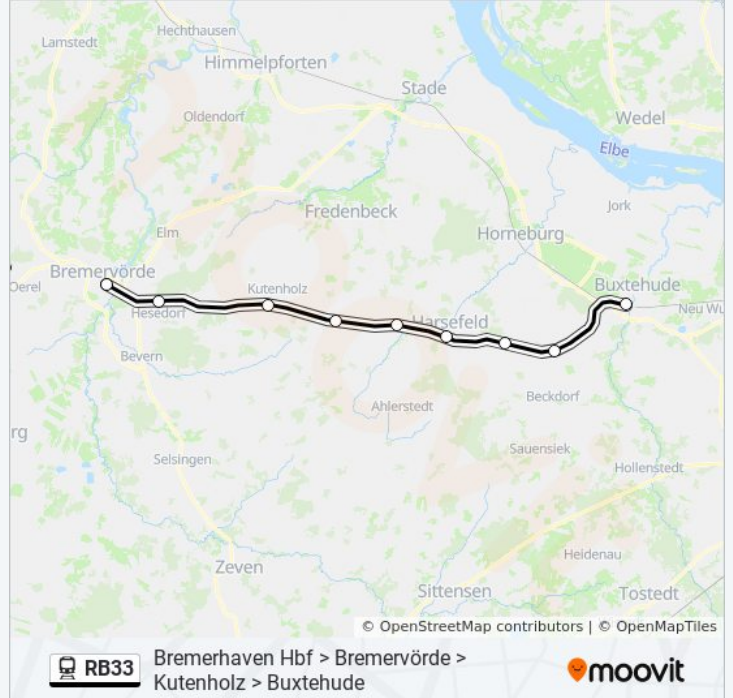 Hechthausen
Lamstedt
Himmelpforten
Stade
Oldendorf
Wedel
Elbe
Fredenbeck
Jork
Elm
Horneburg
Bremervörde
Oerel
Kutenholz
Buxtehude
Hesedorf
Neu Wu
Harsefeld
Bevern
Beckdorf
Ahlerstedt
rg
Sauensiek
Selsingen
Hollenstedt
Heidenau
Zeven
Sittensen
Tostedt
© OpenStreetMap contributors | © OpenMapTiles
RB33
Bremerhaven Hbf > Bremervörde >
Kutenholz > Buxtehude
moovit